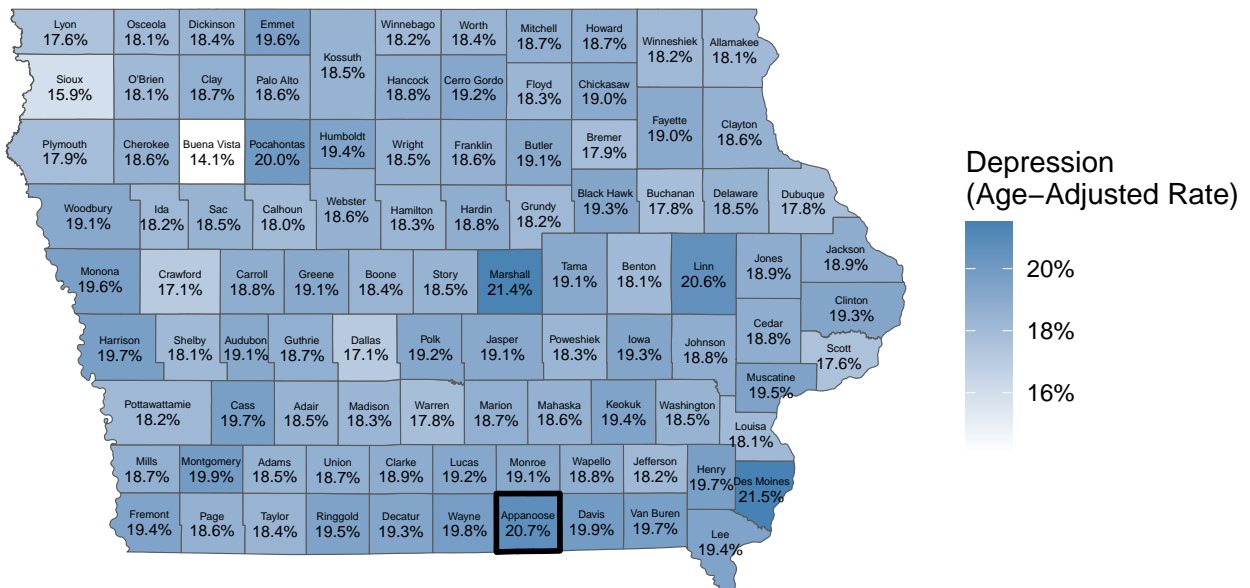 Lyon
17.6%
Osceola
18.1%
Dickinson
18.4%
Emmet
19.6%
Kossuth
18.5%
Winnebago
18.2%
Worth
18.4%
Mitchell
18.7%
Howard
18.7%
Winneshiek
18.2%
Allamakee
18.1%
Sioux
15.9%
O'Brien
18.1%
Clay
18.7%
Palo Alto
18.6%
Hancock
18.8%
Cerro Gordo
19.2%
Floyd
18.3%
Chickasaw
19.0%
Fayette
19.0%
Clayton
18.6%
Plymouth
17.9%
Cherokee
18.6%
Buena Vista
14.1%
Pocahontas
20.0%
Humboldt
19.4%
Wright
18.5%
Franklin
18.6%
Butler
19.1%
Bremer
17.9%
Depression
(Age−Adjusted Rate)
20%
18%
16%
Woodbury
19.1%
Ida
18.2%
Sac
18.5%
Calhoun
18.0%
Webster
18.6%
Hamilton
18.3%
Hardin
18.8%
Grundy
18.2%
Black Hawk
19.3%
Buchanan
17.8%
Delaware
18.5%
Dubuque
17.8%
Monona
19.6%
Crawford
17.1%
Carroll
18.8%
Greene
19.1%
Boone
18.4%
Story
18.5%
Marshall
21.4%
Tama
19.1%
Benton
18.1%
Linn
20.6%
Jones
18.9%
Jackson
18.9%
Clinton
19.3%
Harrison
19.7%
Shelby
18.1%
Audubon
19.1%
Guthrie
18.7%
Dallas
17.1%
Polk
19.2%
Jasper
19.1%
Poweshiek
18.3%
Iowa
19.3%
Johnson
18.8%
Cedar
18.8%
Scott
17.6%
Muscatine
19.5%
Pottawattamie
18.2%
Cass
19.7%
Adair
18.5%
Madison
18.3%
Warren
17.8%
Marion
18.7%
Mahaska
18.6%
Keokuk
19.4%
Washington
18.5%
Louisa
18.1%
Mills
18.7%
Montgomery
19.9%
Adams
18.5%
Union
18.7%
Clarke
18.9%
Lucas
19.2%
Monroe
19.1%
Wapello
18.8%
Jefferson
18.2%
Henry
19.7%
Des Moines
21.5%
Fremont
19.4%
Page
18.6%
Taylor
18.4%
Ringgold
19.5%
Decatur
19.3%
Wayne
19.8%
Appanoose
20.7%
Davis
19.9%
Van Buren
19.7%
Lee
19.4%